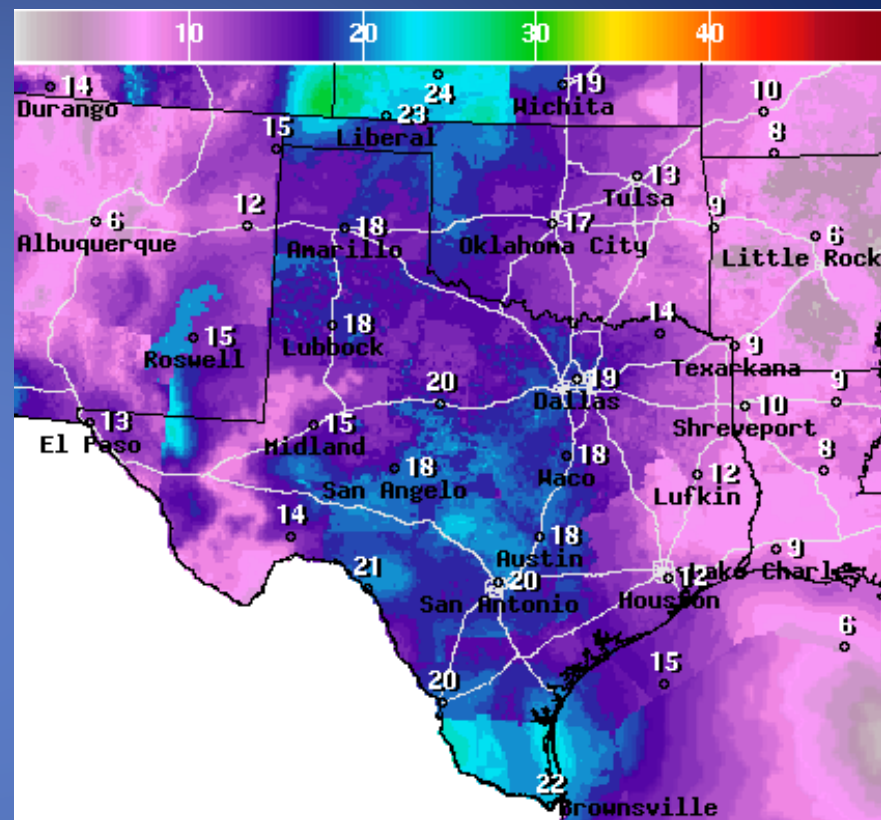 10 20 30 40
24
14 19 10
Durango Wichita
23
Liberal
15 8
13
Tulsa
6 12 18 17 9 6
Albuquerque Amarillo Oklahoma City Little Rock
15 18 14 9
Roswell Lubbock Texarkana
20 19 10 9
Dallas Shreveport
13 15
El Paso Midland
18 18 12 8
San Angelo Waco Lufkin
14 18 9
Austin
21 20 12 Lake Charles
San Antonio Houston
6
20 15
22
Brownsville